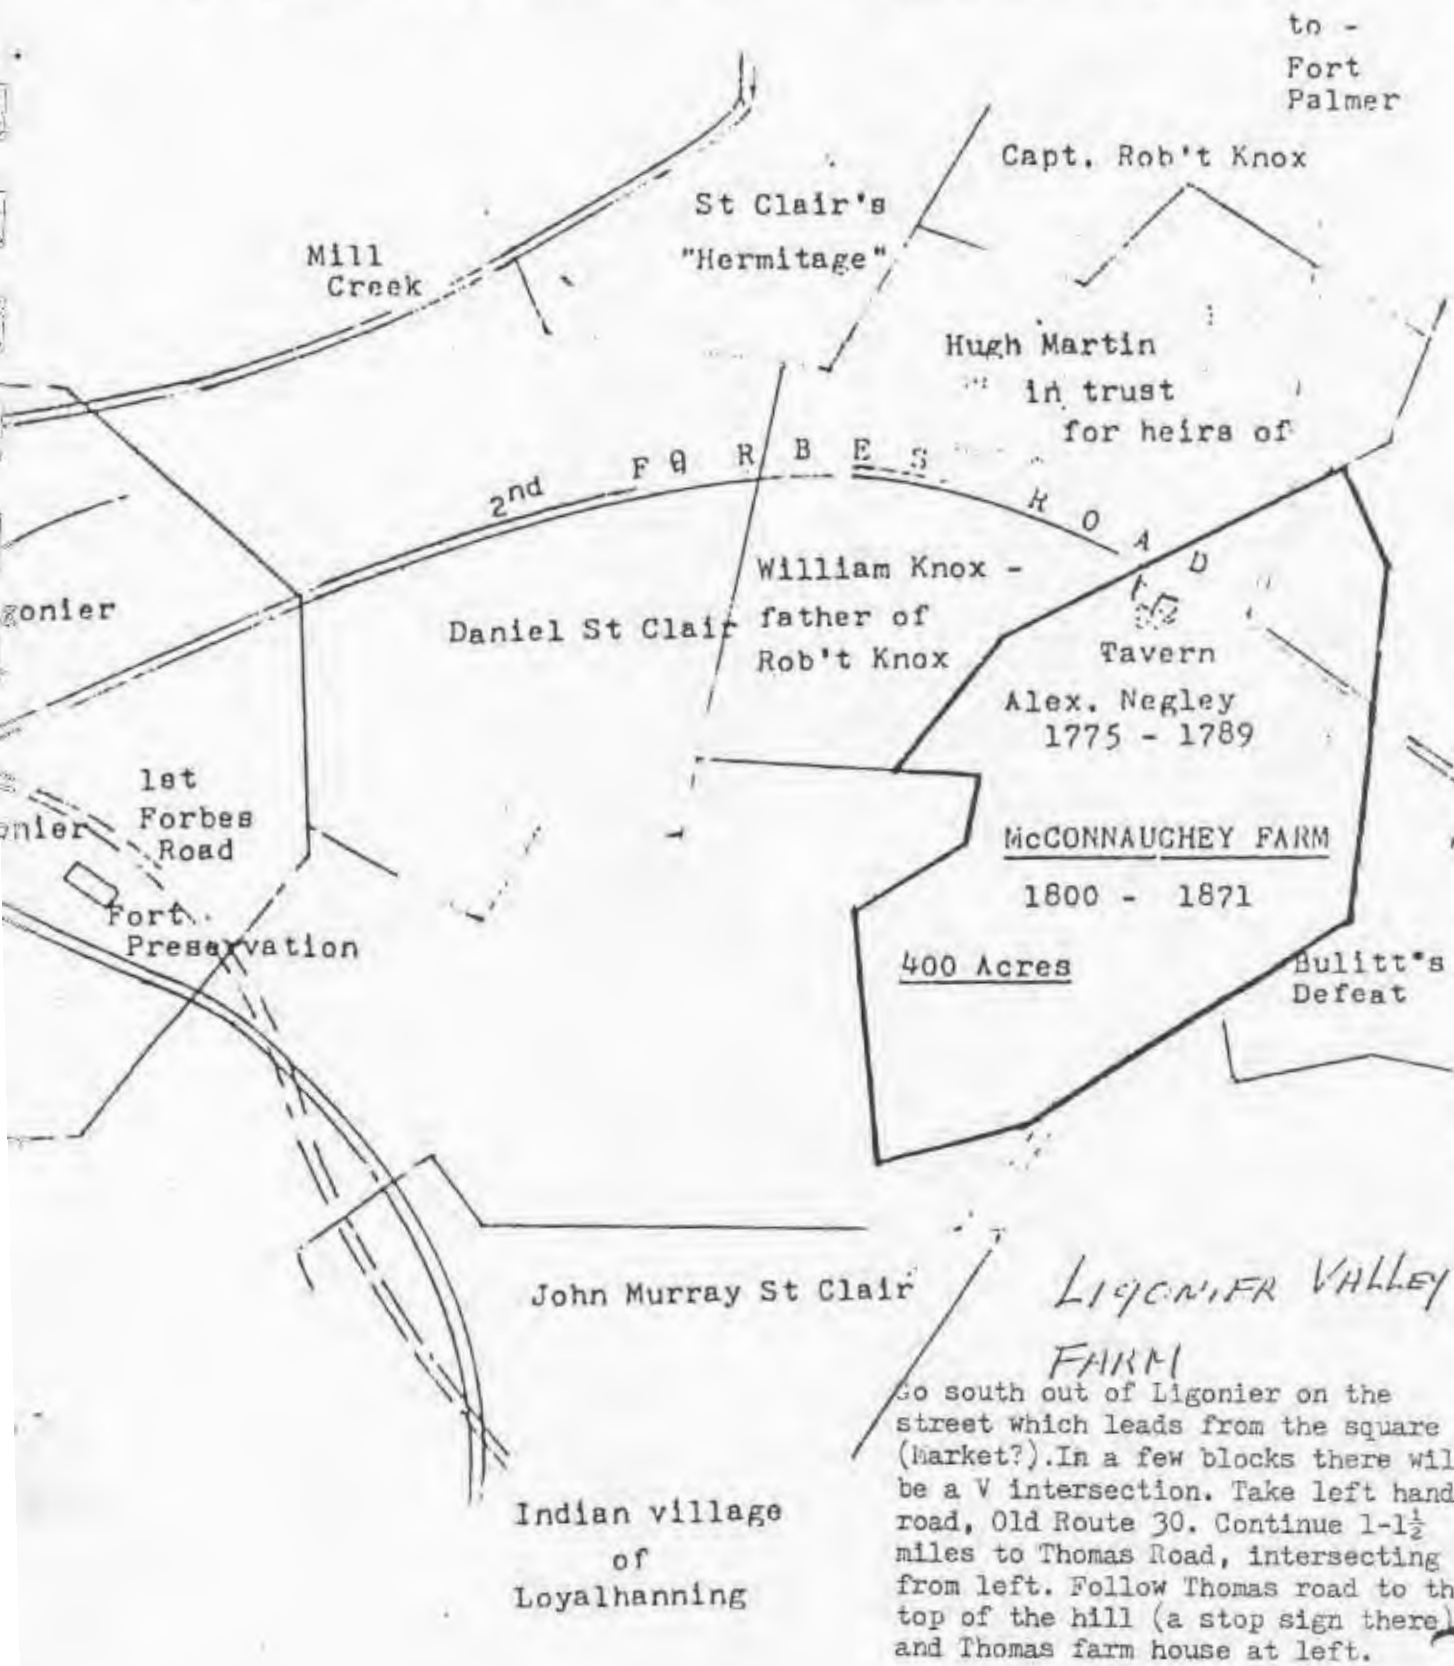 to -
Fort
Palmer
Capt. Rob't Knox
St Clair's
"Hermitage"
Mill
Creek
Hugh Martin
in trust
for heirs of
2nd FORBES ROAD
gonier
Daniel St Clair
William Knox -
father of
Rob't Knox
Tavern
Alex. Negley
1775 - 1789
1st
Forbes
Road
onier
Fort
Preservation
McCONNAUGHEY FARM
1800 - 1871
400 Acres
Bulitt's
Defeat
John Murray St Clair
Indian village
of
Loyalhanning
LIGONIER VALLEY
FARM
Go south out of Ligonier on the
street which leads from the square
(Market?).In a few blocks there wil
be a V intersection. Take left hand
road, Old Route 30. Continue 1-1½
miles to Thomas Road, intersecting
from left. Follow Thomas road to th
top of the hill (a stop sign there)
and Thomas farm house at left.